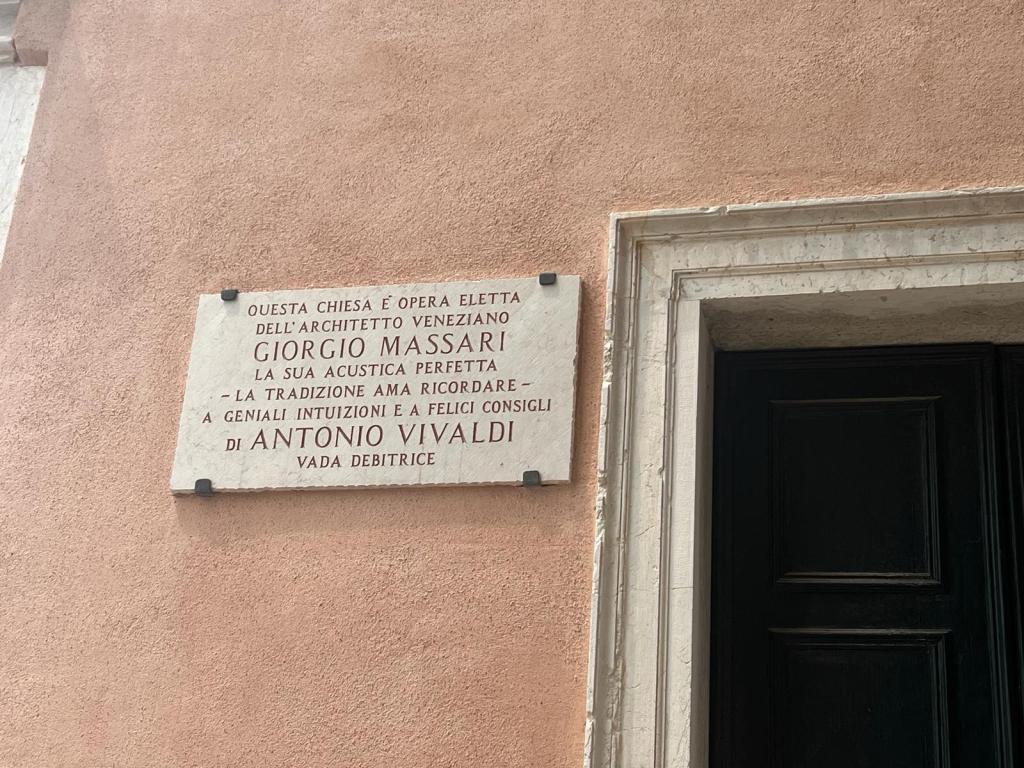 QUESTA CHIESA E' OPERA ELETTA
DELL'ARCHITETTO VENEZIANO
GIORGIO MASSARI
LA SUA ACUSTICA PERFETTA
– LA TRADIZIONE AMA RICORDARE –
A GENIALI INTUIZIONI E A FELICI CONSIGLI
DI ANTONIO VIVALDI
VADA DEBITRICE